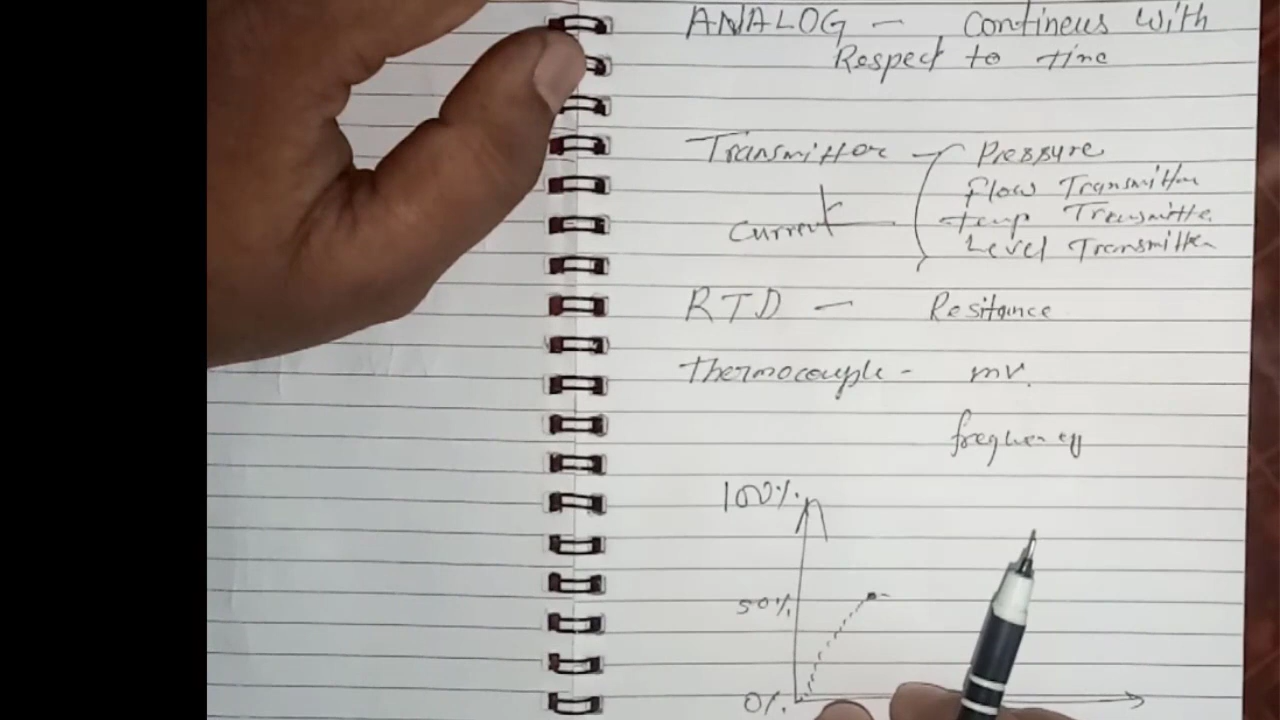 ANALOG - Contineus with
Respect to time
Transmitter - Pressure
Flow Transmitter
Current temp Transmitter
Level Transmitter
RTD - Resitance
Thermocouple - mv.
frequency
100%.
50%.
0%.